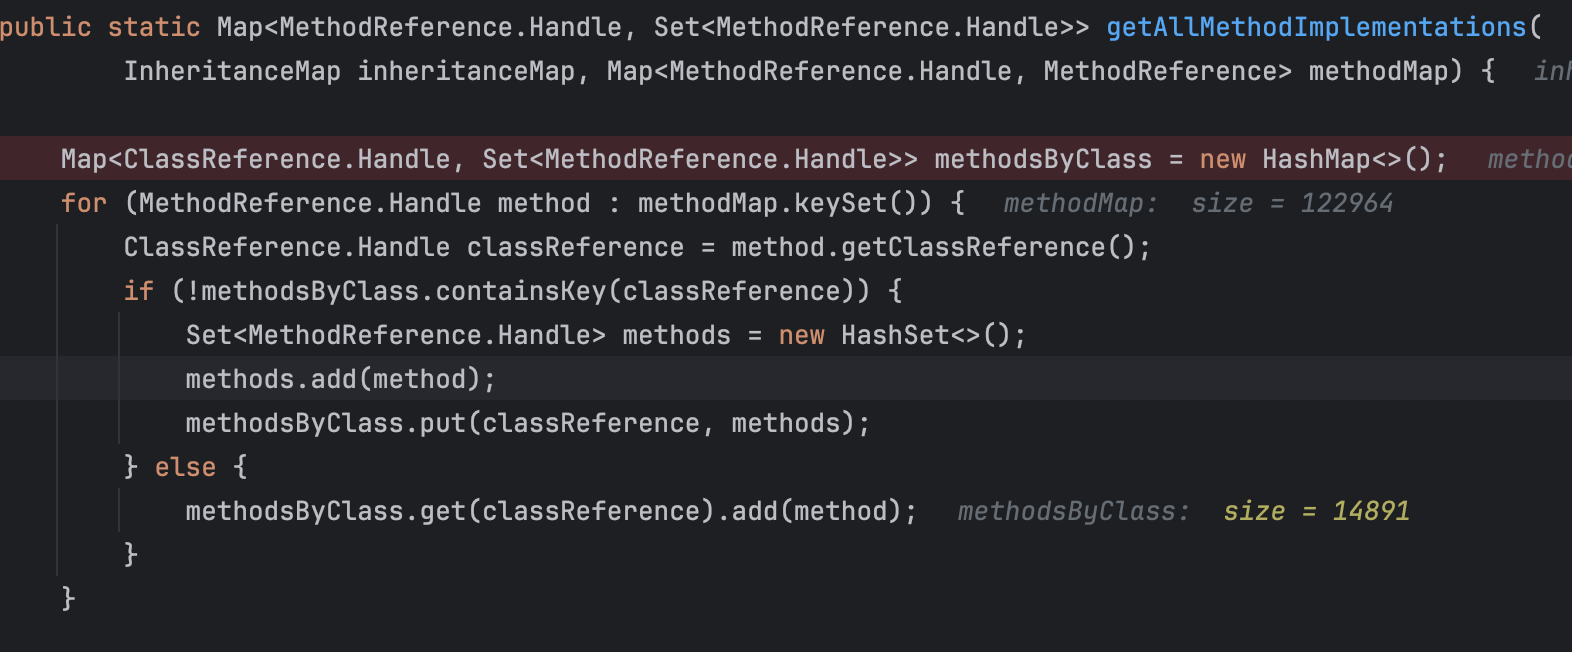 public static Map<MethodReference.Handle, Set<MethodReference.Handle>> getAllMethodImplementations(
InheritanceMap inheritanceMap, Map<MethodReference.Handle, MethodReference> methodMap) {
Map<ClassReference.Handle, Set<MethodReference.Handle>> methodsByClass = new HashMap<>();
for (MethodReference.Handle method : methodMap.keySet()) { methodMap: size = 122964
ClassReference.Handle classReference = method.getClassReference();
if (!methodsByClass.containsKey(classReference)) {
Set<MethodReference.Handle> methods = new HashSet<>();
methods.add(method);
methodsByClass.put(classReference, methods);
} else {
methodsByClass.get(classReference).add(method); methodsByClass: size = 14891
}
}